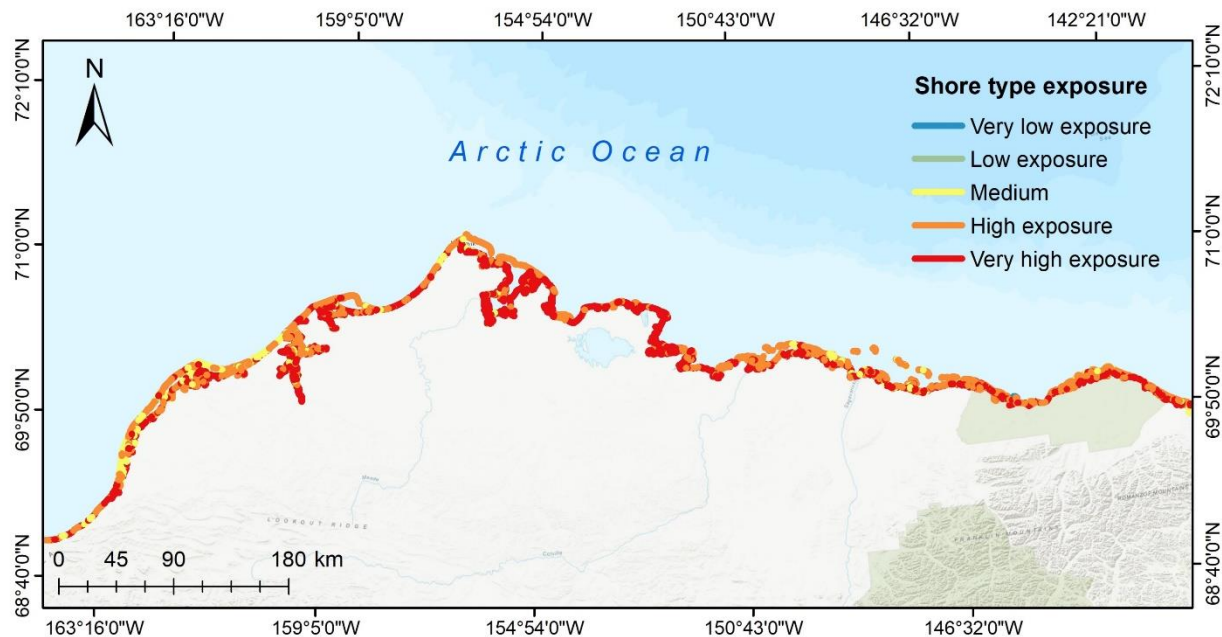 163°16'0"W 159°5'0"W 154°54'0"W 150°43'0"W 146°32'0"W 142°21'0"W
72°10'0"N 72°10'0"N
N
Shore type exposure
Very low exposure
Arctic Ocean
Low exposure
Medium
High exposure
Very high exposure
71°0'0"N 71°0'0"N
69°50'0"N 69°50'0"N
LOOKOUT RIDGE
FRANKLIN MOUNTAINS
0 45 90 180 km
68°40'0"N 68°40'0"N
163°16'0"W 159°5'0"W 154°54'0"W 150°43'0"W 146°32'0"W